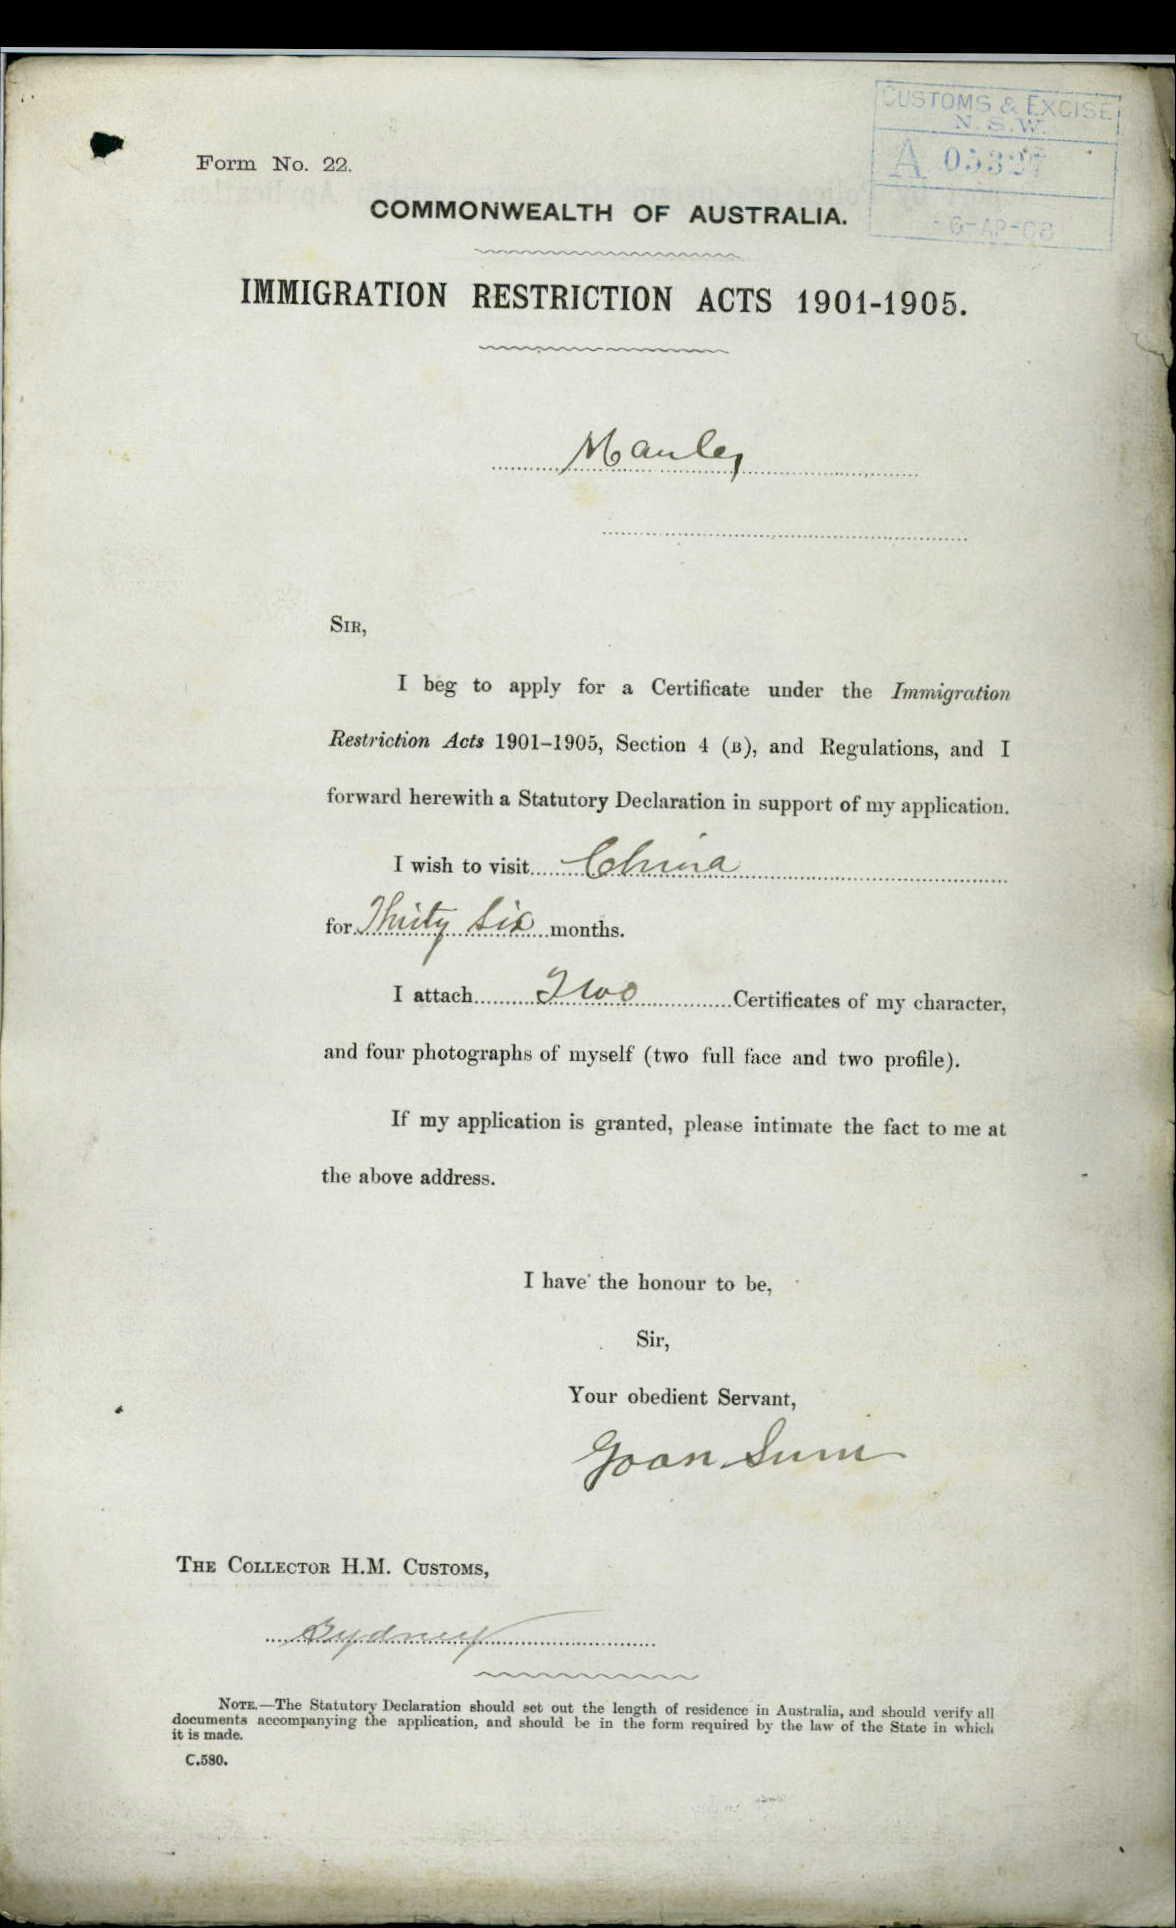 CUSTOMS & EXCISE
N. S. W.
A 05327
6-AP-08
Form No. 22.
COMMONWEALTH OF AUSTRALIA.
IMMIGRATION RESTRICTION ACTS 1901-1905.
Manley
SIR,
I beg to apply for a Certificate under the Immigration
Restriction Acts 1901-1905, Section 4 (B), and Regulations, and I
forward herewith a Statutory Declaration in support of my application.
I wish to visit China
for Thirty Six months.
I attach Two Certificates of my character,
and four photographs of myself (two full face and two profile).
If my application is granted, please intimate the fact to me at
the above address.
I have the honour to be,
Sir,
Your obedient Servant,
Goon Sum
THE COLLECTOR H.M. CUSTOMS,
Sydney
NOTE.—The Statutory Declaration should set out the length of residence in Australia, and should verify all
documents accompanying the application, and should be in the form required by the law of the State in which
it is made.
C.580.